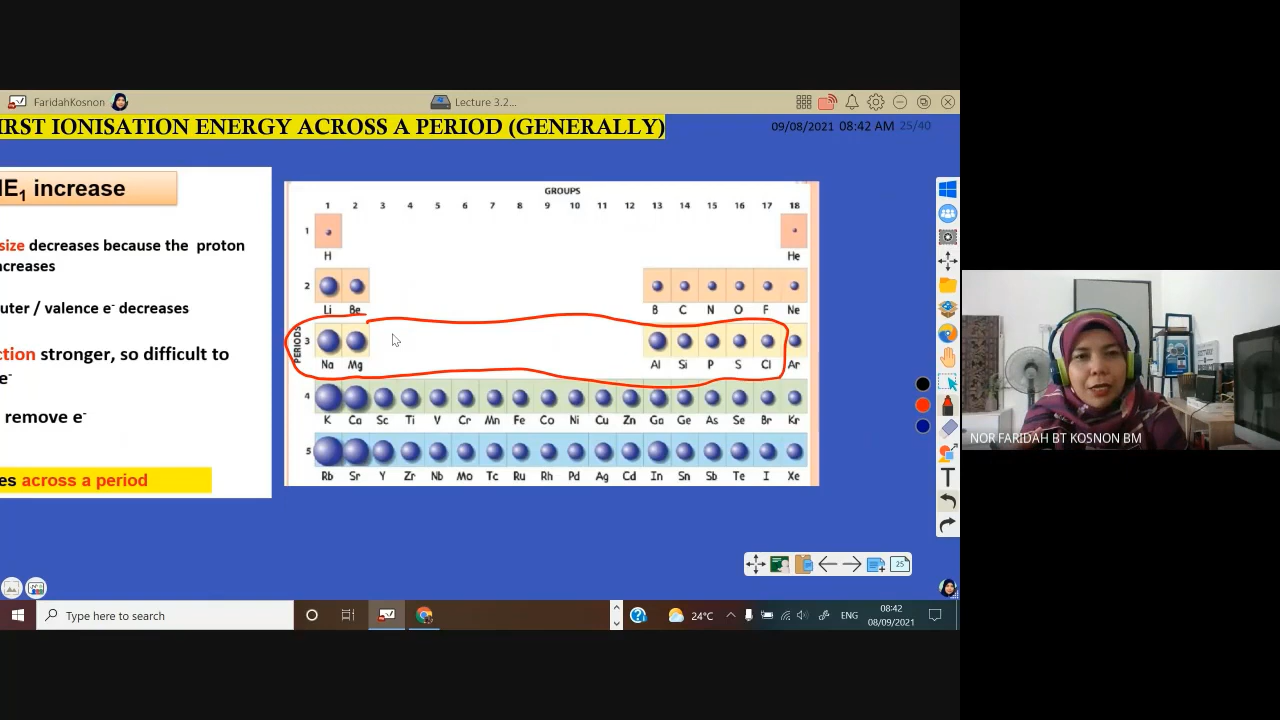 FaridahKosnon
Lecture 3.2...
IRST IONISATION ENERGY ACROSS A PERIOD (GENERALLY)
09/08/2021 08:42 AM 25/40
IE1 increase
size decreases because the proton
ncreases
uter / valence e- decreases
ction stronger, so difficult to
e-
remove e-
es across a period
GROUPS
1 2 3 4 5 6 7 8 9 10 11 12 13 14 15 16 17 18
1
H He
2
Li Be B C N O F Ne
PERIODS
3
Na Mg Al Si P S Cl Ar
4
K Ca Sc Ti V Cr Mn Fe Co Ni Cu Zn Ga Ge As Se Br Kr
5
Rb Sr Y Zr Nb Mo Tc Ru Rh Pd Ag Cd In Sn Sb Te I Xe
NOR FARIDAH BT KOSNON BM
T
25
Type here to search
24°C
ENG
08:42
08/09/2021